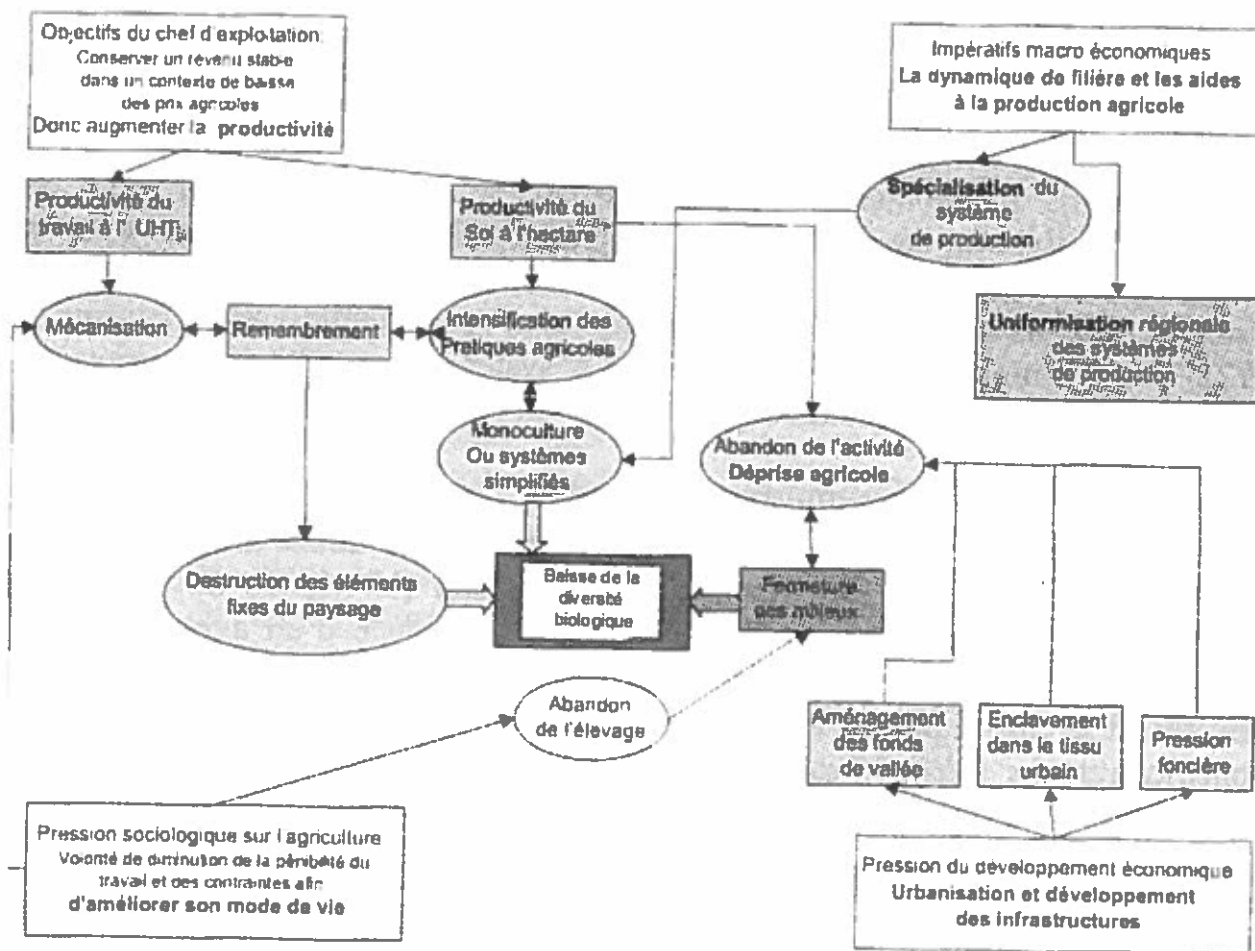 Objectifs du chef d'exploitation
Conserver un revenu stable
dans un contexte de baisse
des prix agricoles
Donc augmenter la productivité
Impératifs macro économiques
La dynamique de filière et les aides
à la production agricole
Productivité du
travail à l' UHT
Productivité du
Sol à l'hectare
Spécialisation du
système
de production
Mécanisation
Remembrement
Intensification des
Pratiques agricoles
Uniformisation régionale
des systèmes
de production
Monoculture
Ou systèmes
simplifiés
Abandon de l'activité
Déprise agricole
Destruction des éléments
fixes du paysage
Baisse de la
diversité
biologique
Fermeture
des milieux
Abandon
de l'élevage
Aménagement
des fonds
de vallée
Enclavement
dans le tissu
urbain
Pression
foncière
Pression sociologique sur l'agriculture
Volonté de diminution de la pénibilité du
travail et des contraintes afin
d'améliorer son mode de vie
Pression du développement économique
Urbanisation et développement
des infrastructures